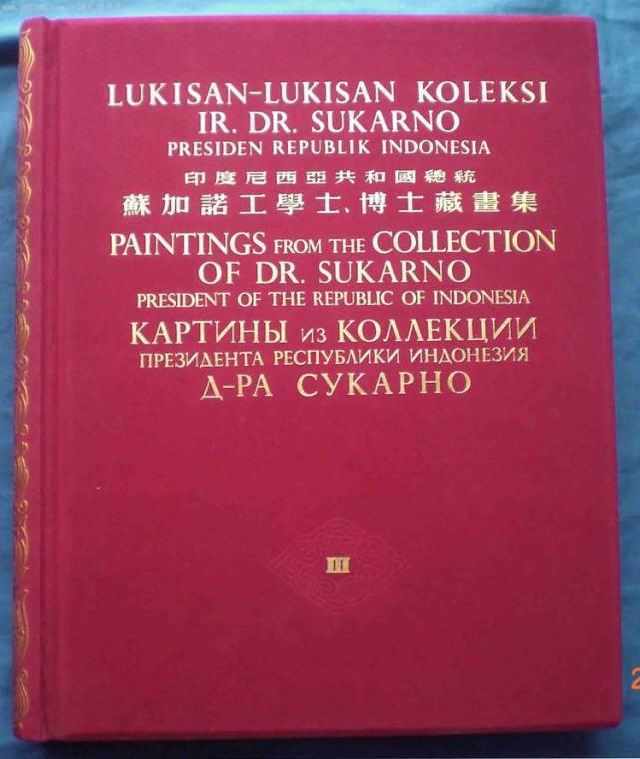 LUKISAN-LUKISAN KOLEKSI
IR. DR. SUKARNO
PRESIDEN REPUBLIK INDONESIA
印度尼西亞共和國總統
蘇加諾工學士、博士藏畫集
PAINTINGS FROM THE COLLECTION
OF DR. SUKARNO
PRESIDENT OF THE REPUBLIC OF INDONESIA
КАРТИНЫ ИЗ КОЛЛЕКЦИИ
ПРЕЗИДЕНТА РЕСПУБЛИКИ ИНДОНЕЗИЯ
Д-РА СУКАРНО
II
2